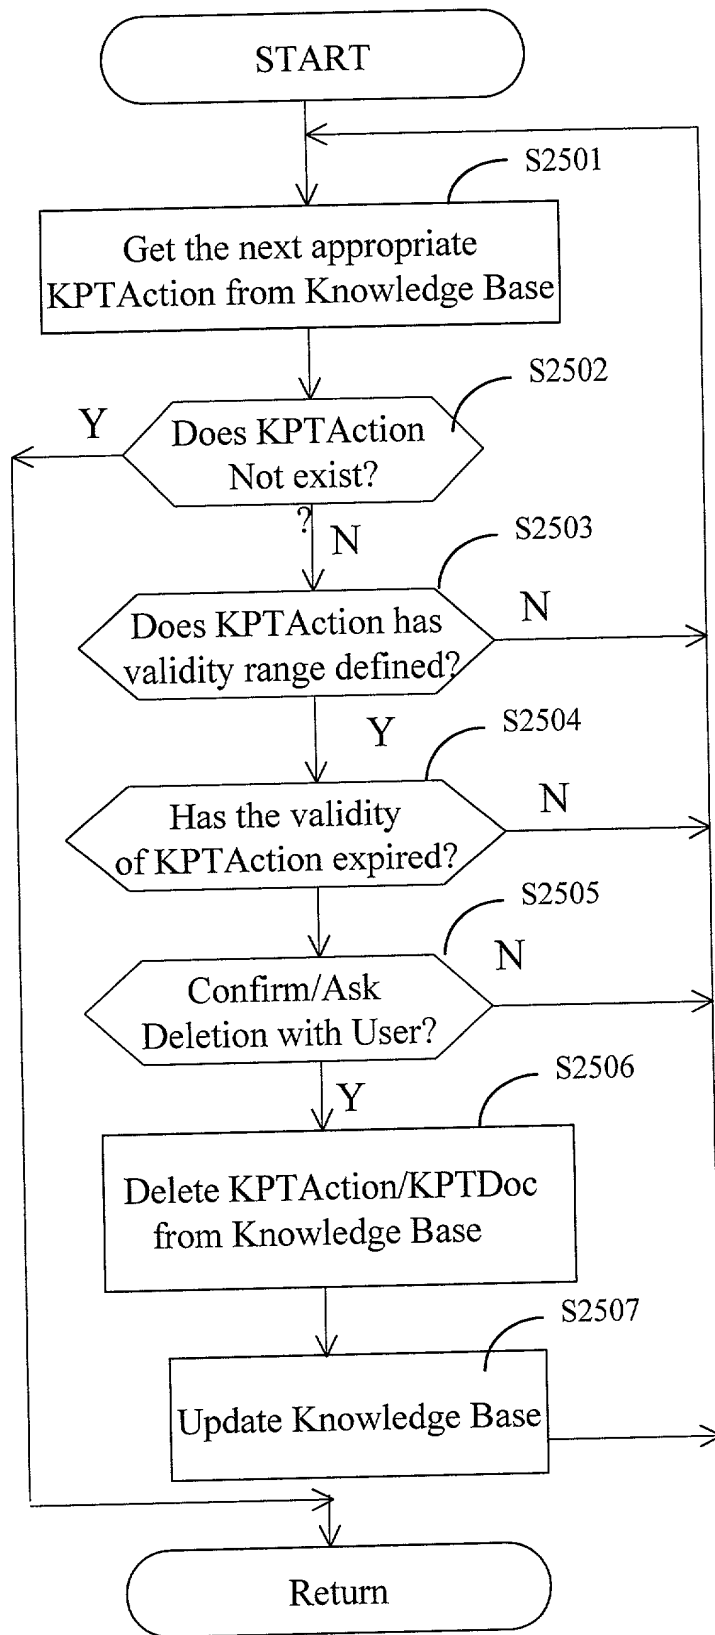 START
S2501
Get the next appropriate
KPTAction from Knowledge Base
S2502
Y
Does KPTAction
Not exist?
?
N
S2503
Does KPTAction has
validity range defined?
N
Y
S2504
Has the validity
of KPTAction expired?
N
S2505
Confirm/Ask
Deletion with User?
N
Y
S2506
Delete KPTAction/KPTDoc
from Knowledge Base
S2507
Update Knowledge Base
Return